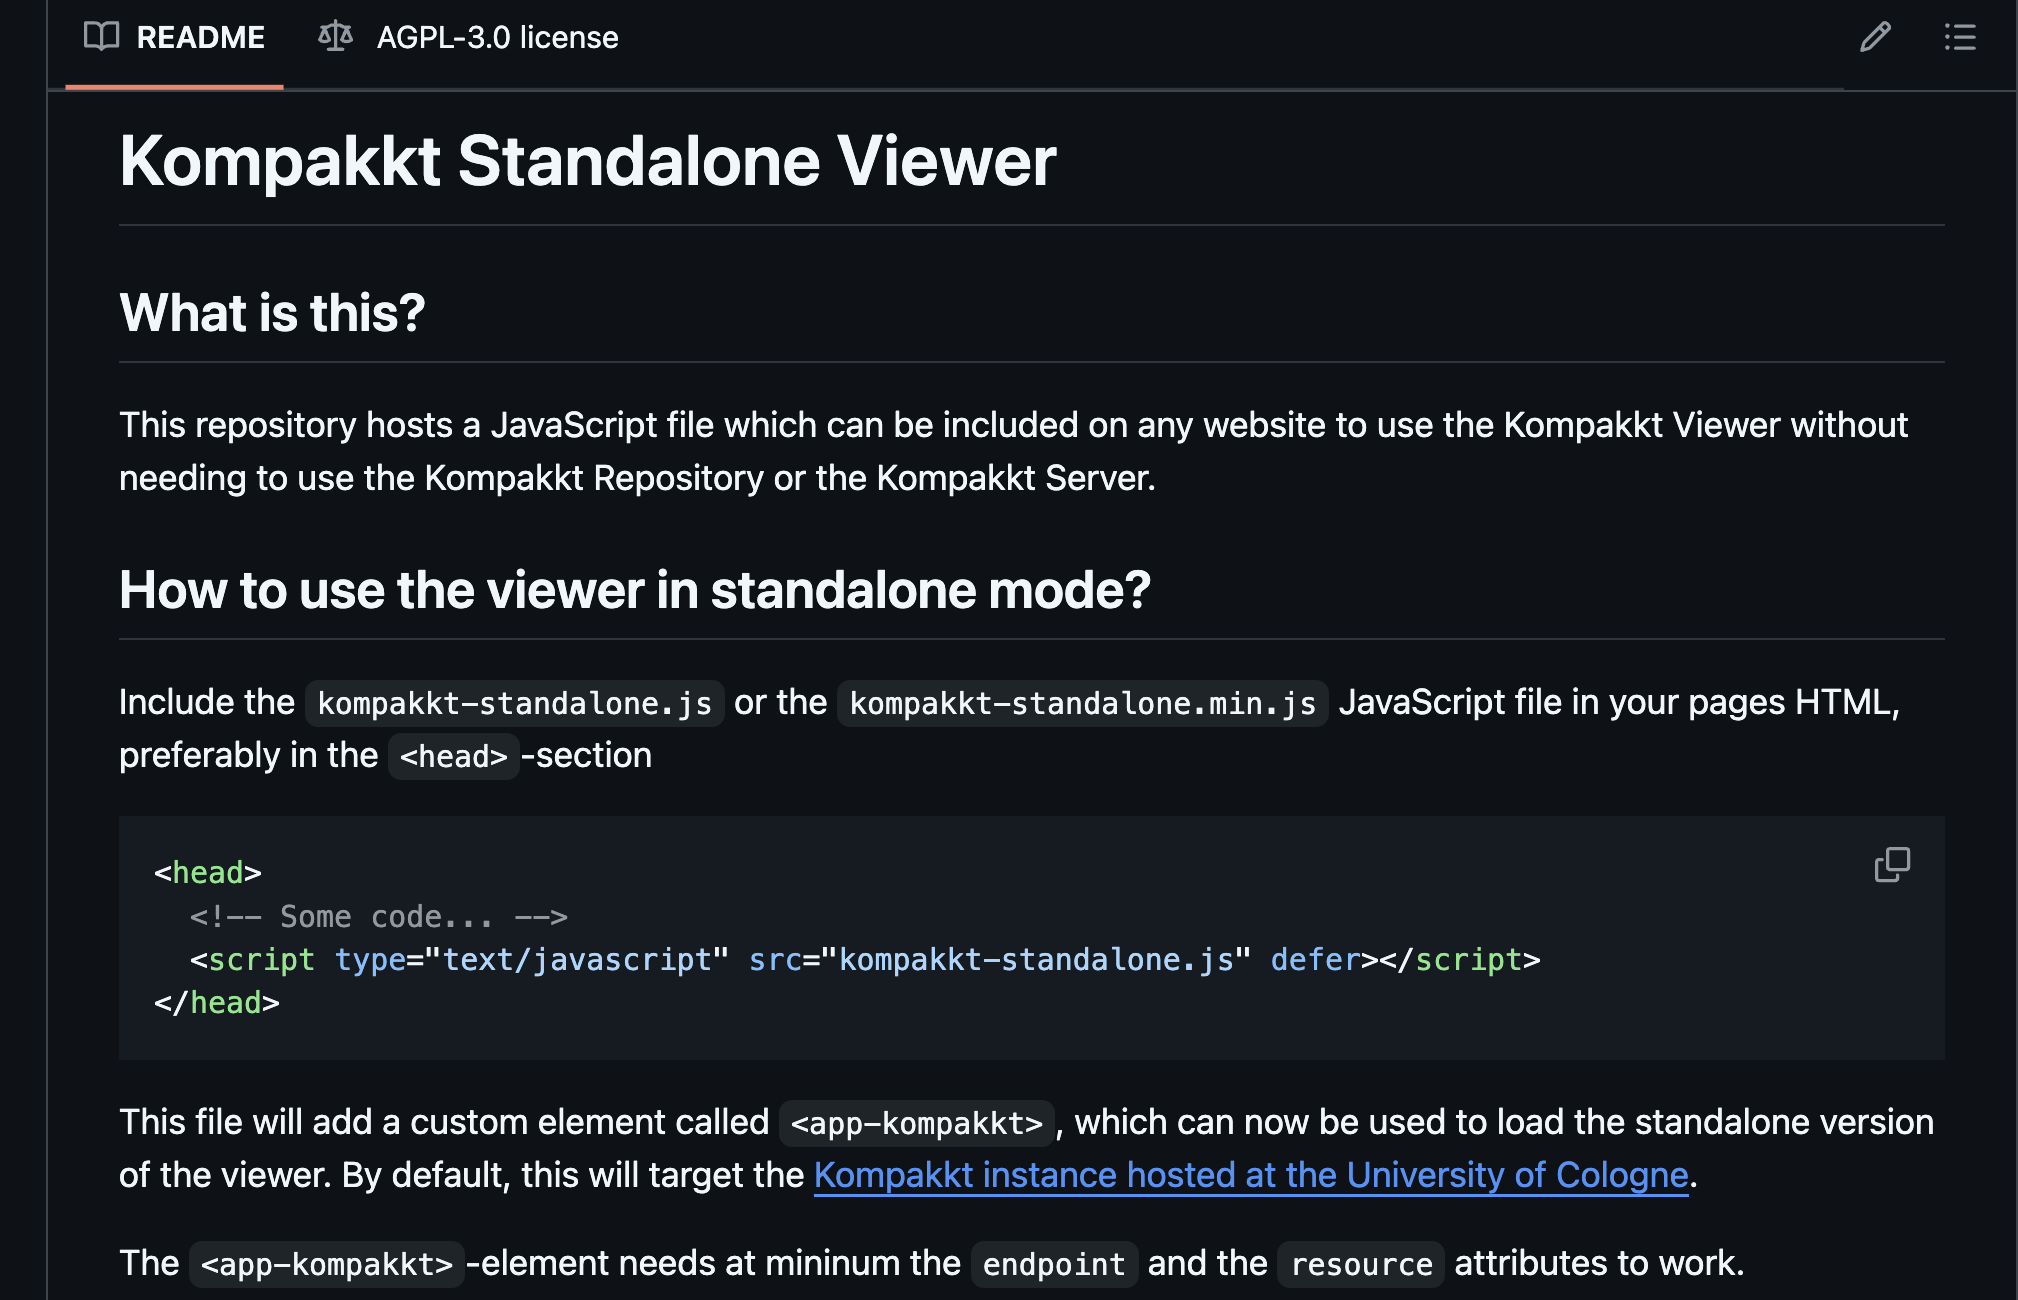 README
AGPL-3.0 license
Kompakkt Standalone Viewer
What is this?
This repository hosts a JavaScript file which can be included on any website to use the Kompakkt Viewer without
needing to use the Kompakkt Repository or the Kompakkt Server.
How to use the viewer in standalone mode?
Include the kompakkt-standalone.js or the kompakkt-standalone.min.js JavaScript file in your pages HTML,
preferably in the <head> -section
<head>
  <!-- Some code... -->
  <script type="text/javascript" src="kompakkt-standalone.js" defer></script>
</head>
This file will add a custom element called <app-kompakkt> , which can now be used to load the standalone version
of the viewer. By default, this will target the Kompakkt instance hosted at the University of Cologne.
The <app-kompakkt> -element needs at mininum the endpoint and the resource attributes to work.